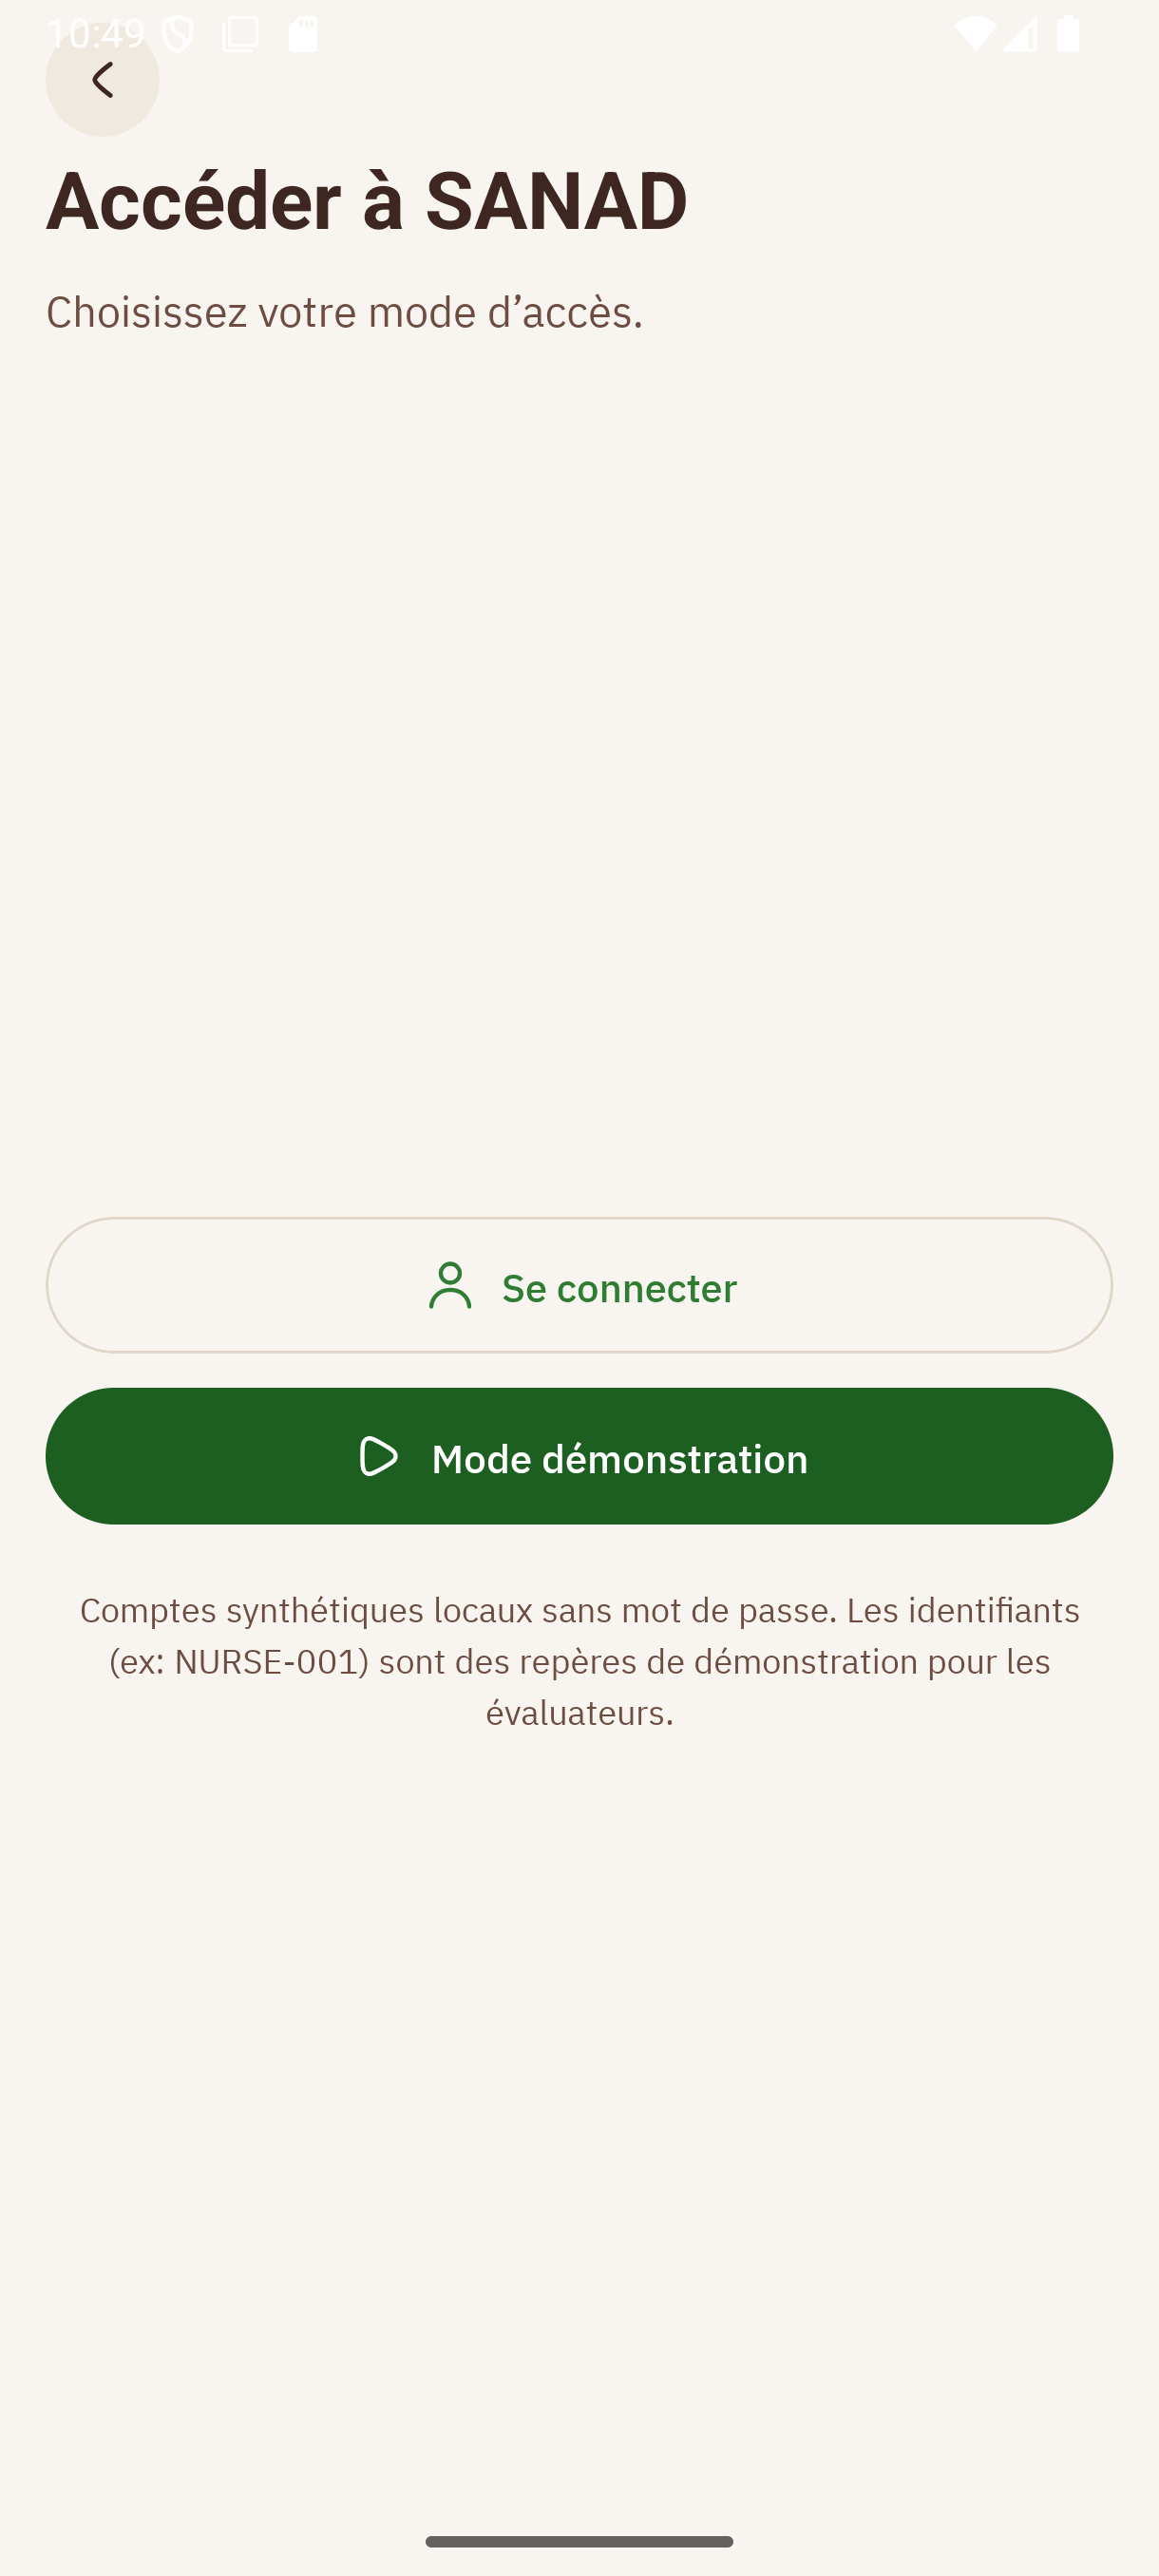 10:49
Accéder à SANAD
Choisissez votre mode d’accès.
Se connecter
Mode démonstration
Comptes synthétiques locaux sans mot de passe. Les identifiants
(ex: NURSE-001) sont des repères de démonstration pour les
évaluateurs.